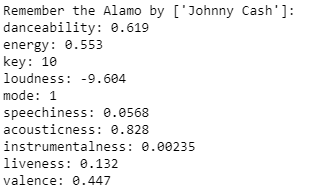 Remember the Alamo by ['Johnny Cash']:
danceability: 0.619
energy: 0.553
key: 10
loudness: -9.604
mode: 1
speechiness: 0.0568
acousticness: 0.828
instrumentalness: 0.00235
liveness: 0.132
valence: 0.447